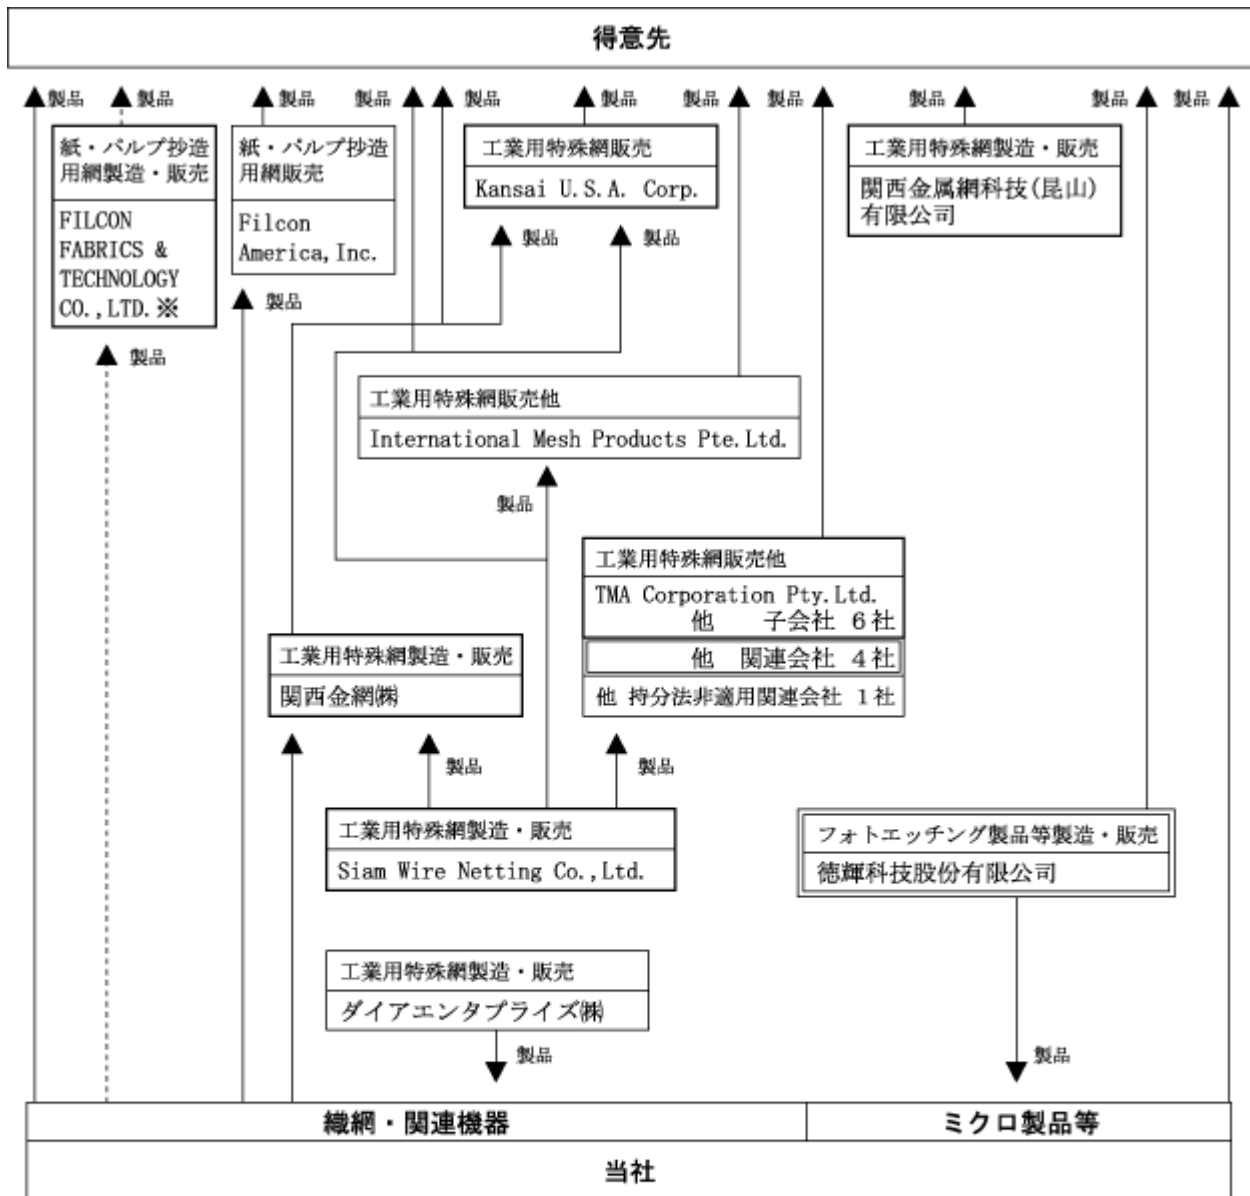 得意先
製品
製品
製品
製品
製品
製品
製品
製品
製品
製品
製品
紙・パルプ抄造
用網製造・販売
FILCON
FABRICS &
TECHNOLOGY
CO.,LTD.※
紙・パルプ抄造
用網販売
Filcon
America,Inc.
工業用特殊網販売
Kansai U.S.A. Corp.
工業用特殊網製造・販売
関西金属網科技(昆山)
有限公司
製品
製品
製品
製品
工業用特殊網販売他
International Mesh Products Pte.Ltd.
製品
工業用特殊網販売他
TMA Corporation Pty.Ltd.
他 子会社 6社
他 関連会社 4社
他 持分法非適用関連会社 1社
工業用特殊網製造・販売
関西金網㈱
製品
製品
工業用特殊網製造・販売
Siam Wire Netting Co.,Ltd.
フォトエッチング製品等製造・販売
徳輝科技股份有限公司
工業用特殊網製造・販売
ダイアエンタプライズ㈱
製品
製品
織網・関連機器
ミクロ製品等
当社